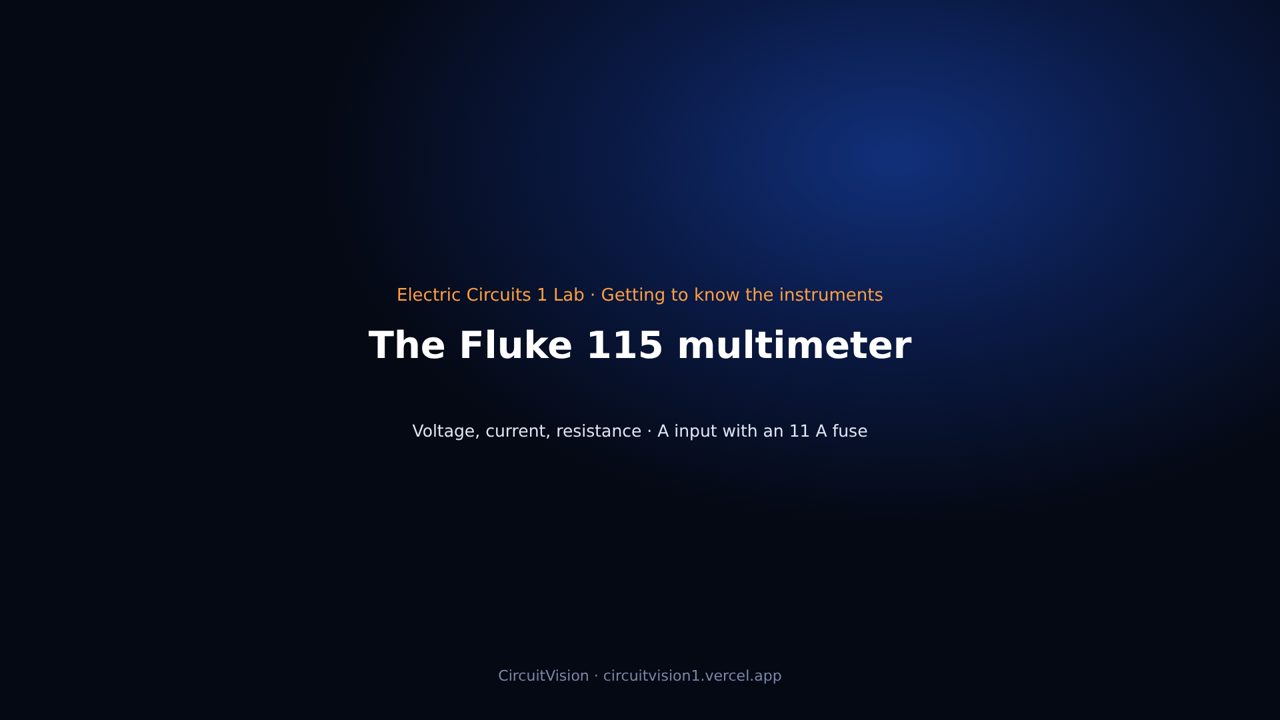 Electric Circuits 1 Lab · Getting to know the instruments
The Fluke 115 multimeter
Voltage, current, resistance · A input with an 11 A fuse
CircuitVision · circuitvision1.vercel.app